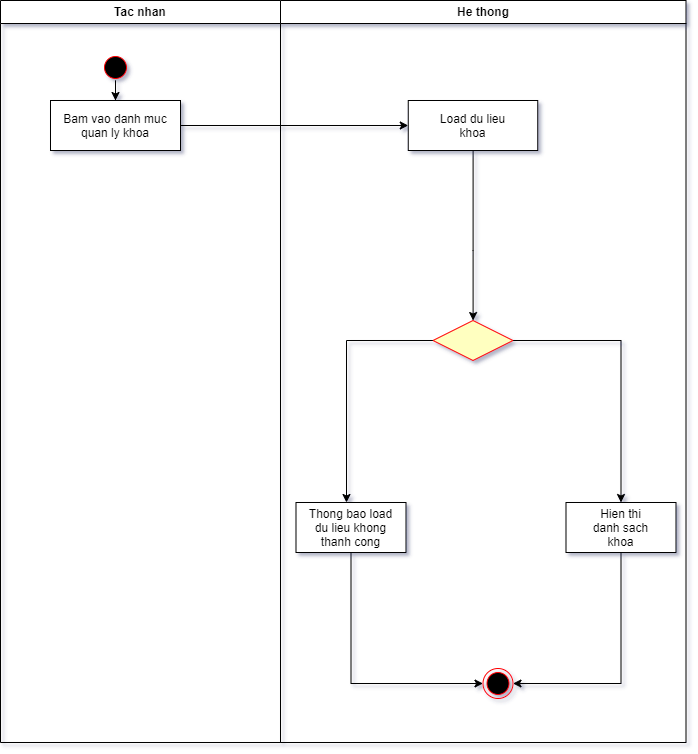 Tac nhan
He thong
Bam vao danh muc
quan ly khoa
Load du lieu
khoa
Thong bao load
du lieu khong
thanh cong
Hien thi
danh sach
khoa